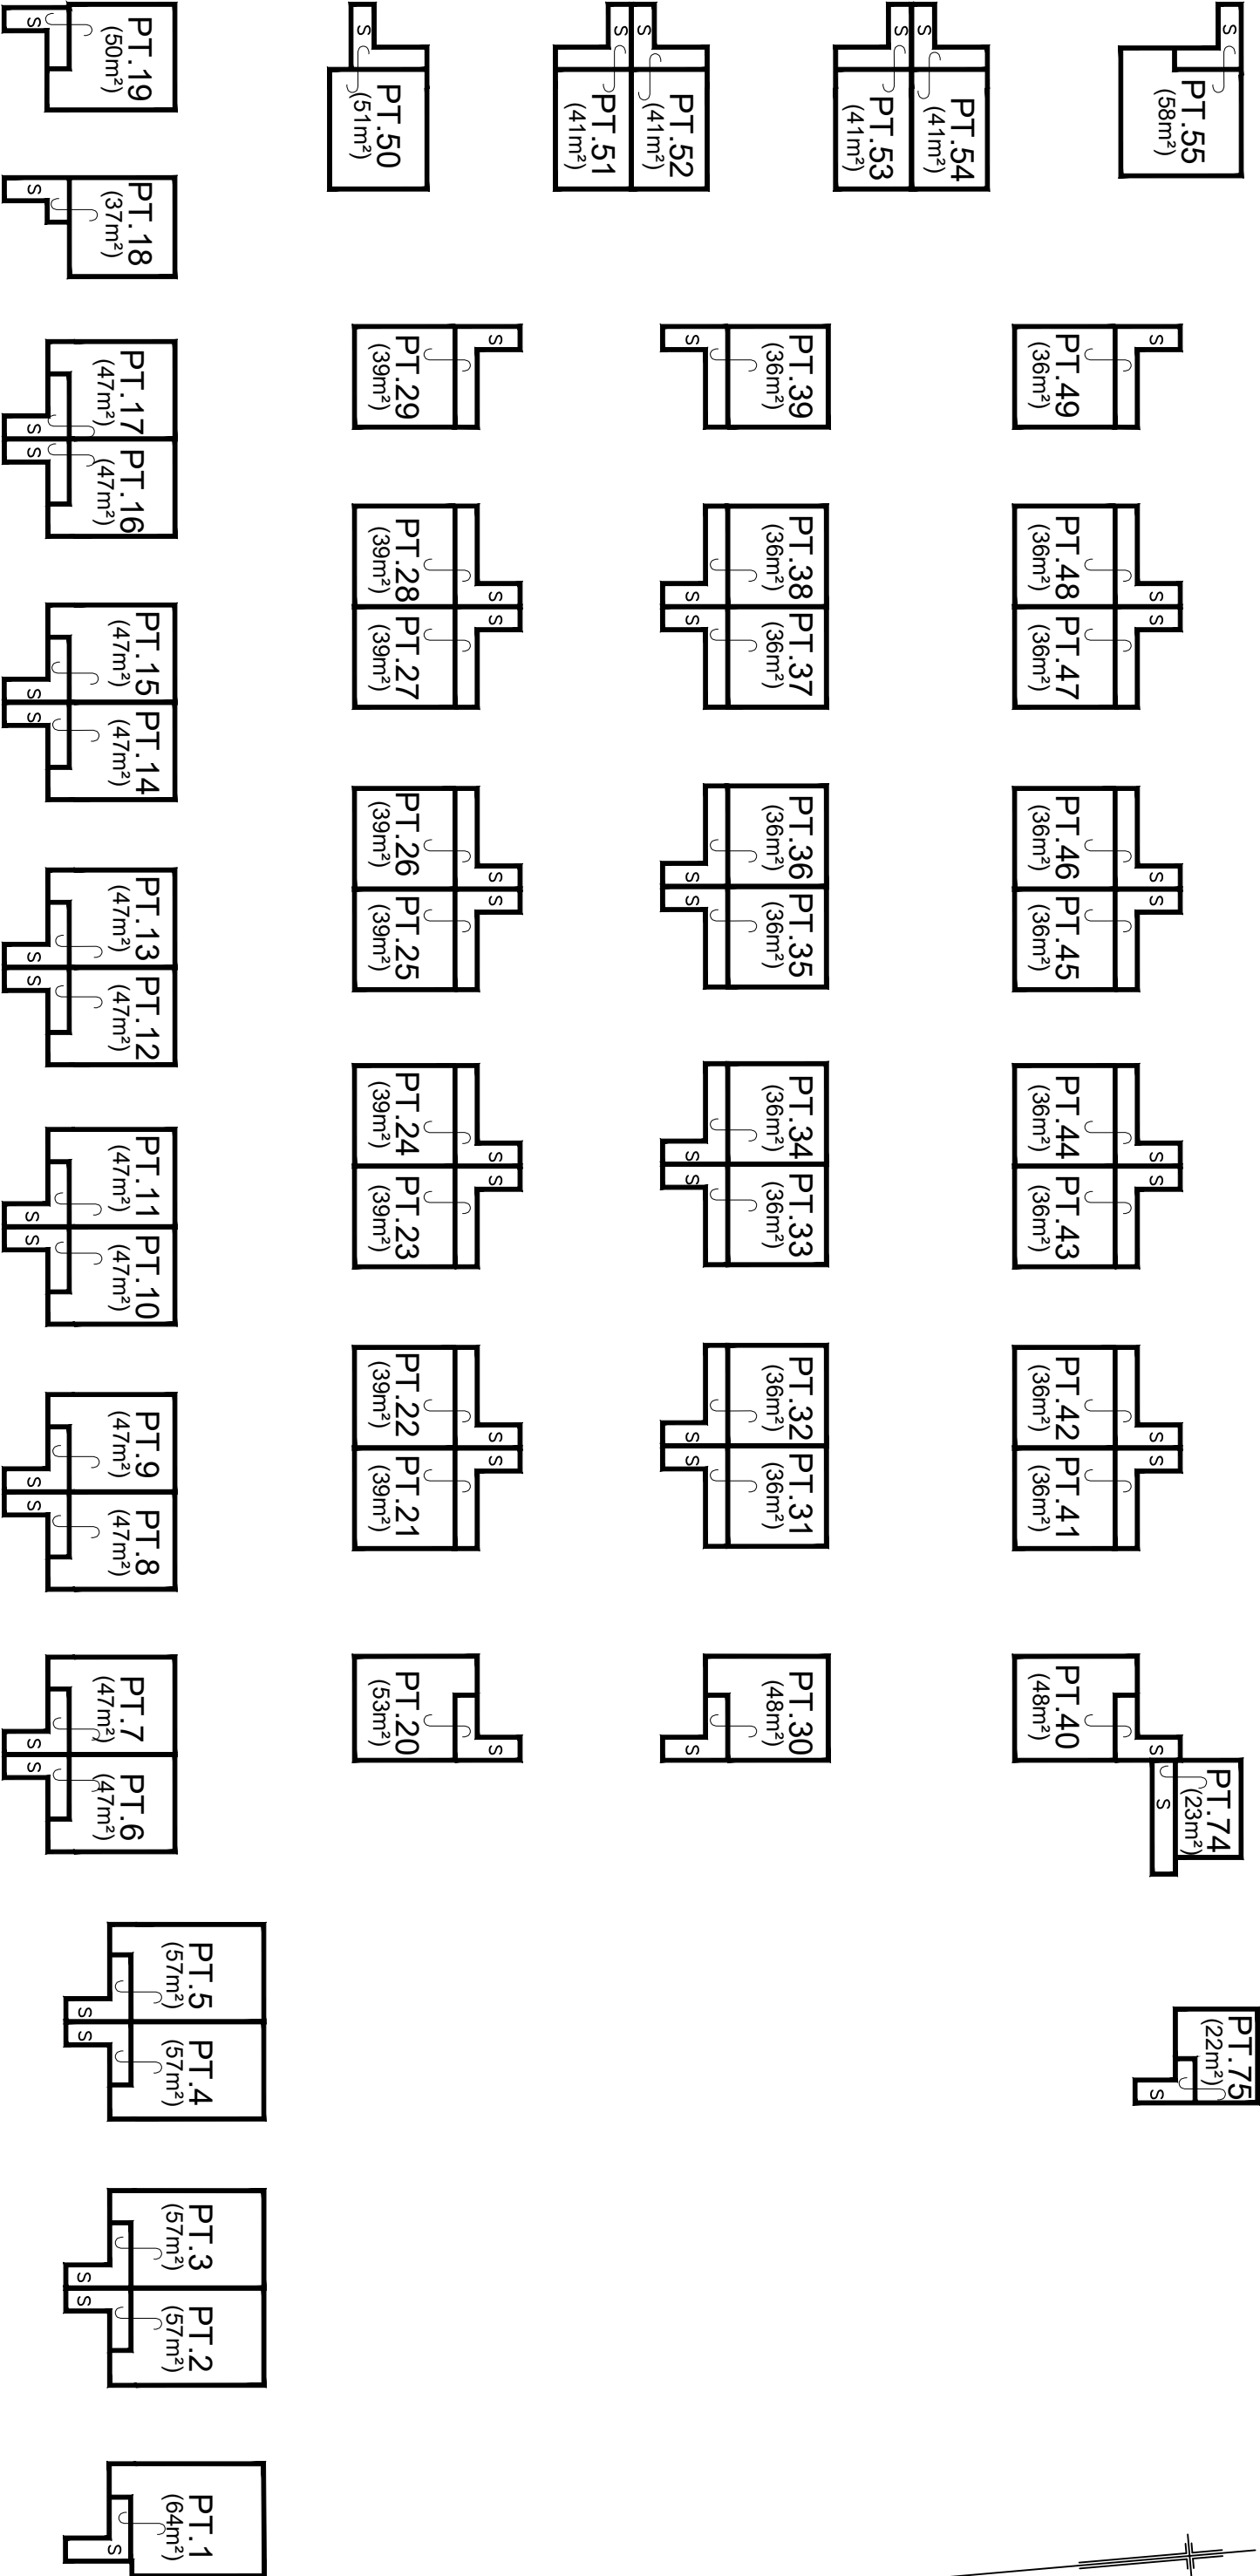 S
PT.55
(58m²)
PT.74
(23m²)
S
PT.75
(22m²)
S
S
PT.49
(36m²)
S
PT.48
(36m²)
S
PT.47
(36m²)
S
PT.46
(36m²)
S
PT.45
(36m²)
S
PT.44
(36m²)
S
PT.43
(36m²)
S
PT.42
(36m²)
S
PT.41
(36m²)
S
PT.40
(48m²)
S
PT.54
(41m²)
S
PT.53
(41m²)
PT.39
(36m²)
S
PT.38
(36m²)
S
PT.37
(36m²)
S
PT.36
(36m²)
S
PT.35
(36m²)
S
PT.34
(36m²)
S
PT.33
(36m²)
S
PT.32
(36m²)
S
PT.31
(36m²)
S
PT.30
(48m²)
S
S
PT.52
(41m²)
S
PT.51
(41m²)
S
PT.29
(39m²)
S
PT.28
(39m²)
S
PT.27
(39m²)
S
PT.26
(39m²)
S
PT.25
(39m²)
S
PT.24
(39m²)
S
PT.23
(39m²)
S
PT.22
(39m²)
S
PT.21
(39m²)
S
PT.20
(53m²)
S
PT.50
(51m²)
PT.19
(50m²)
S
PT.18
(37m²)
S
PT.17
(47m²)
S
PT.16
(47m²)
S
PT.15
(47m²)
S
PT.14
(47m²)
S
PT.13
(47m²)
S
PT.12
(47m²)
S
PT.11
(47m²)
S
PT.10
(47m²)
S
PT.9
(47m²)
S
PT.8
(47m²)
S
PT.7
(47m²)
S
PT.6
(47m²)
S
PT.5
(57m²)
S
PT.4
(57m²)
S
PT.3
(57m²)
S
PT.2
(57m²)
S
PT.1
(64m²)
S